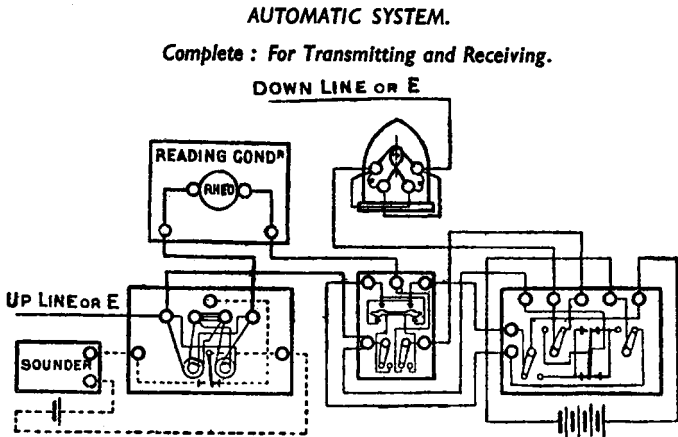 AUTOMATIC SYSTEM.
Complete : For Transmitting and Receiving.
DOWN LINE OR E
READING CONDR
RHEO
UP LINE OR E
SOUNDER